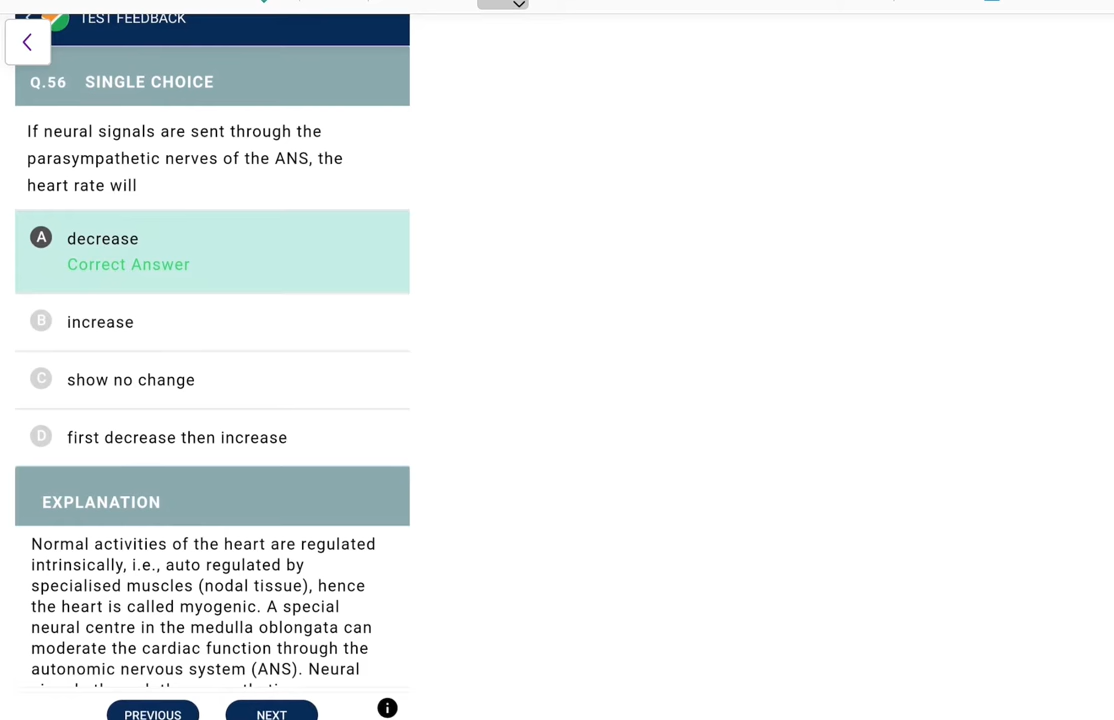 TEST FEEDBACK
Q.56 SINGLE CHOICE
If neural signals are sent through the
parasympathetic nerves of the ANS, the
heart rate will
A decrease
Correct Answer
B increase
C show no change
D first decrease then increase
EXPLANATION
Normal activities of the heart are regulated
intrinsically, i.e., auto regulated by
specialised muscles (nodal tissue), hence
the heart is called myogenic. A special
neural centre in the medulla oblongata can
moderate the cardiac function through the
autonomic nervous system (ANS). Neural
PREVIOUS NEXT